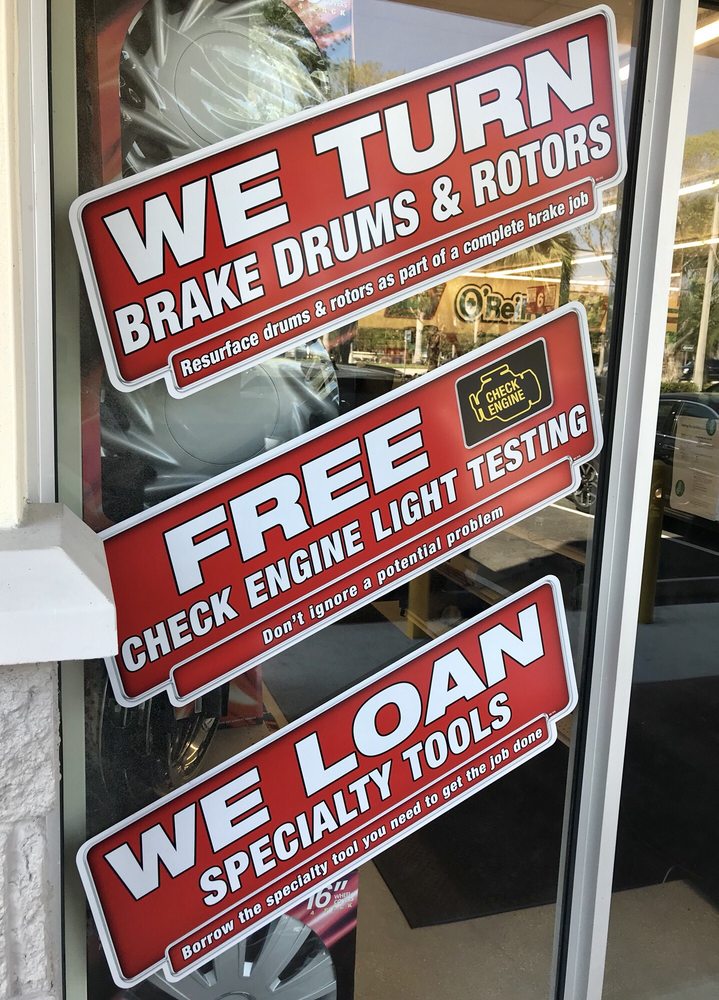 WE TURN
BRAKE DRUMS & ROTORS
Resurface drums & rotors as part of a complete brake job
O'Reil
FREE
CHECK
ENGINE
CHECK ENGINE LIGHT TESTING
Don't ignore a potential problem
WE LOAN
SPECIALTY TOOLS
Borrow the specialty tool you need to get the job done
16"